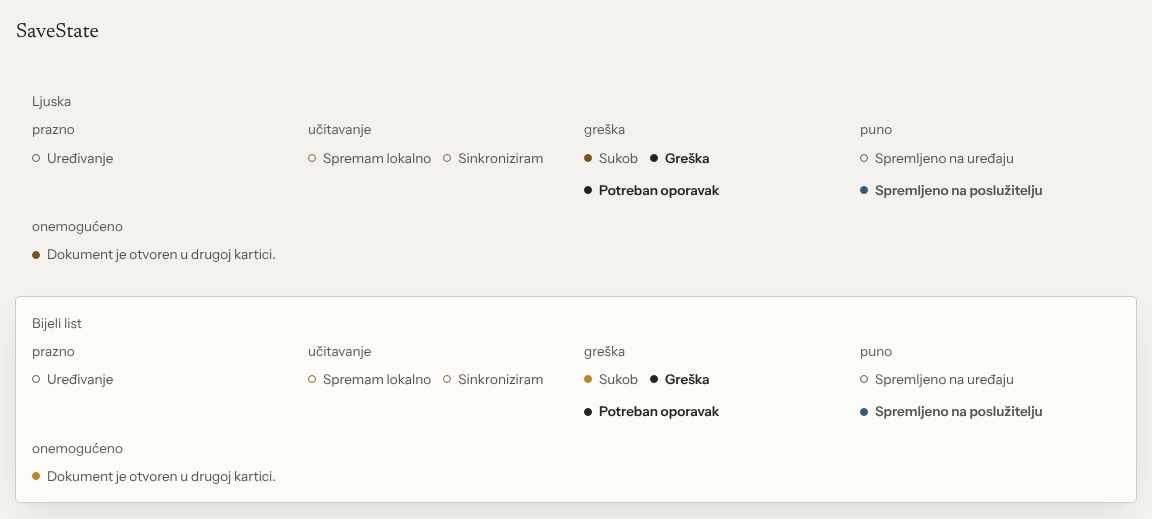 SaveState
Ljuska
prazno učitavanje greška puno
Uređivanje Spremam lokalno Sinkroniziram Sukob Greška Spremljeno na uređaju
Potreban oporavak Spremljeno na poslužitelju
onemogućeno
Dokument je otvoren u drugoj kartici.
Bijeli list
prazno učitavanje greška puno
Uređivanje Spremam lokalno Sinkroniziram Sukob Greška Spremljeno na uređaju
Potreban oporavak Spremljeno na poslužitelju
onemogućeno
Dokument je otvoren u drugoj kartici.